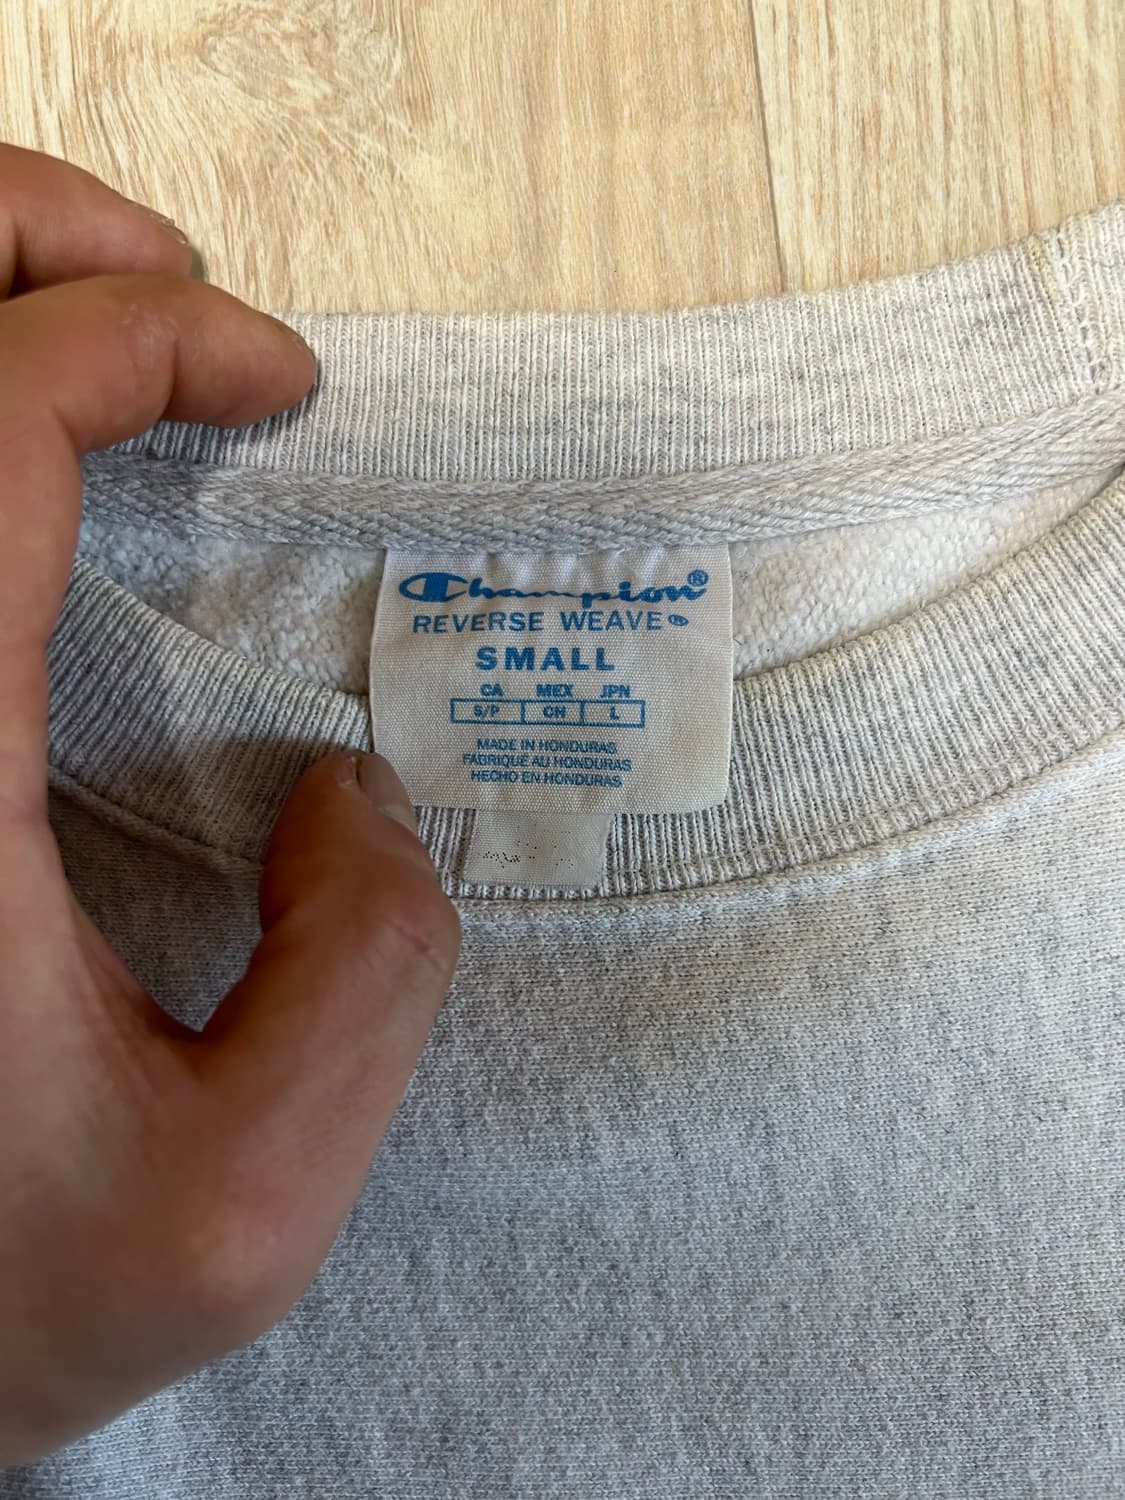 Champion®
REVERSE WEAVE®
SMALL
CA MEX JPN
S/P CH L
MADE IN HONDURAS
FABRIQUÉ AU HONDURAS
HECHO EN HONDURAS